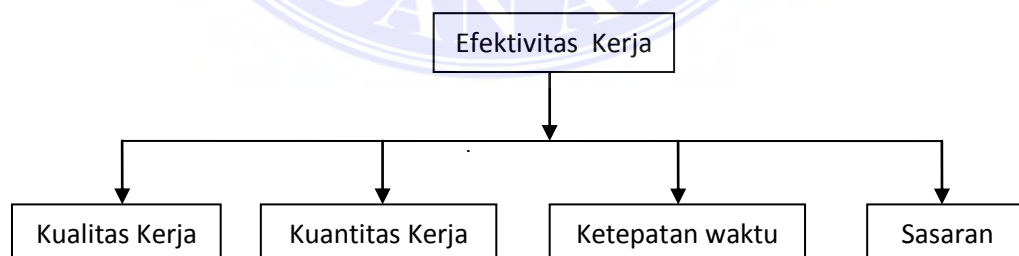 Efektivitas Kerja
Kualitas Kerja
Kuantitas Kerja
Ketepatan waktu
Sasaran